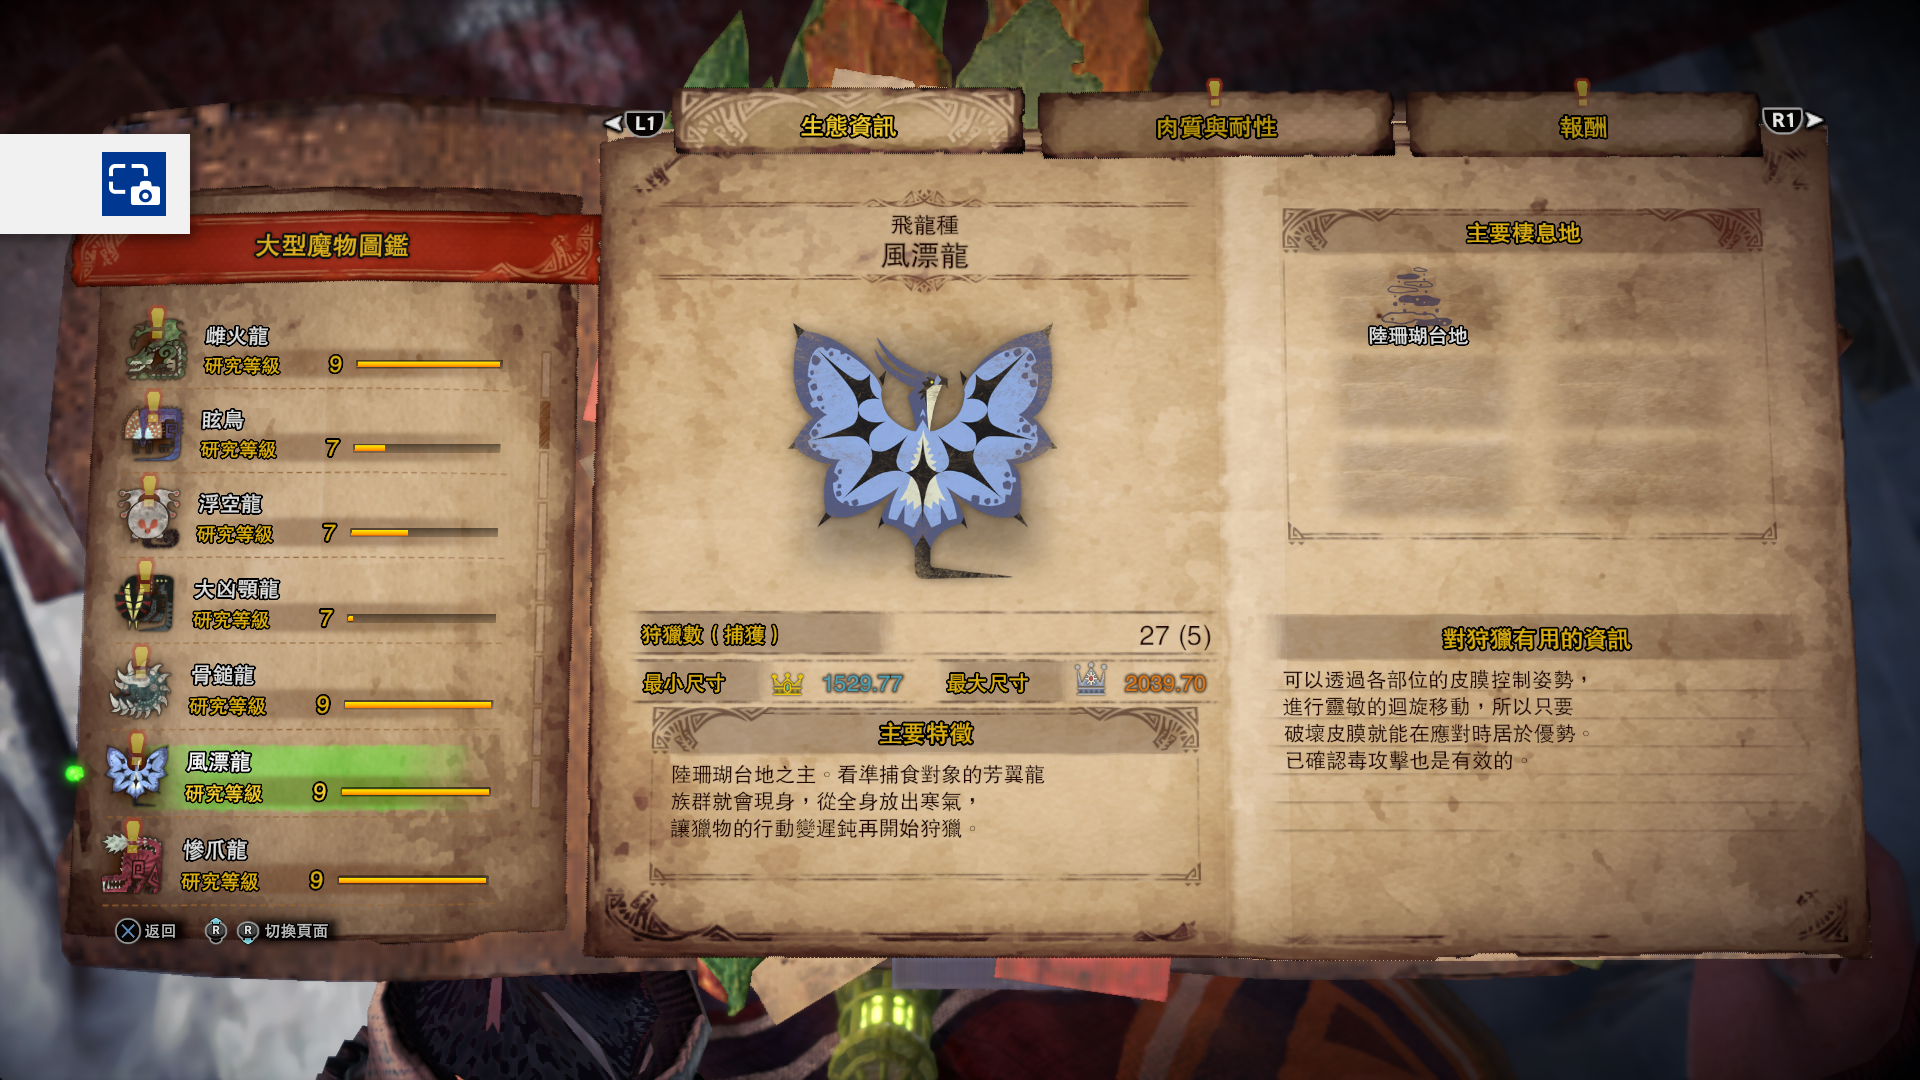 L1
生態資訊
肉質與耐性
報酬
R1
大型魔物圖鑑
雌火龍
研究等級 9
眩鳥
研究等級 7
浮空龍
研究等級 7
大凶顎龍
研究等級 7
骨鎚龍
研究等級 9
風漂龍
研究等級 9
慘爪龍
研究等級 9
返回
R R 切換頁面
飛龍種
風漂龍
狩獵數(捕獲) 27 (5)
最小尺寸 1529.77 最大尺寸 2039.70
主要特徵
陸珊瑚台地之主。看準捕食對象的芳翼龍
族群就會現身,從全身放出寒氣,
讓獵物的行動變遲鈍再開始狩獵。
主要棲息地
陸珊瑚台地
對狩獵有用的資訊
可以透過各部位的皮膜控制姿勢,
進行靈敏的迴旋移動,所以只要
破壞皮膜就能在應對時居於優勢。
已確認毒攻擊也是有效的。